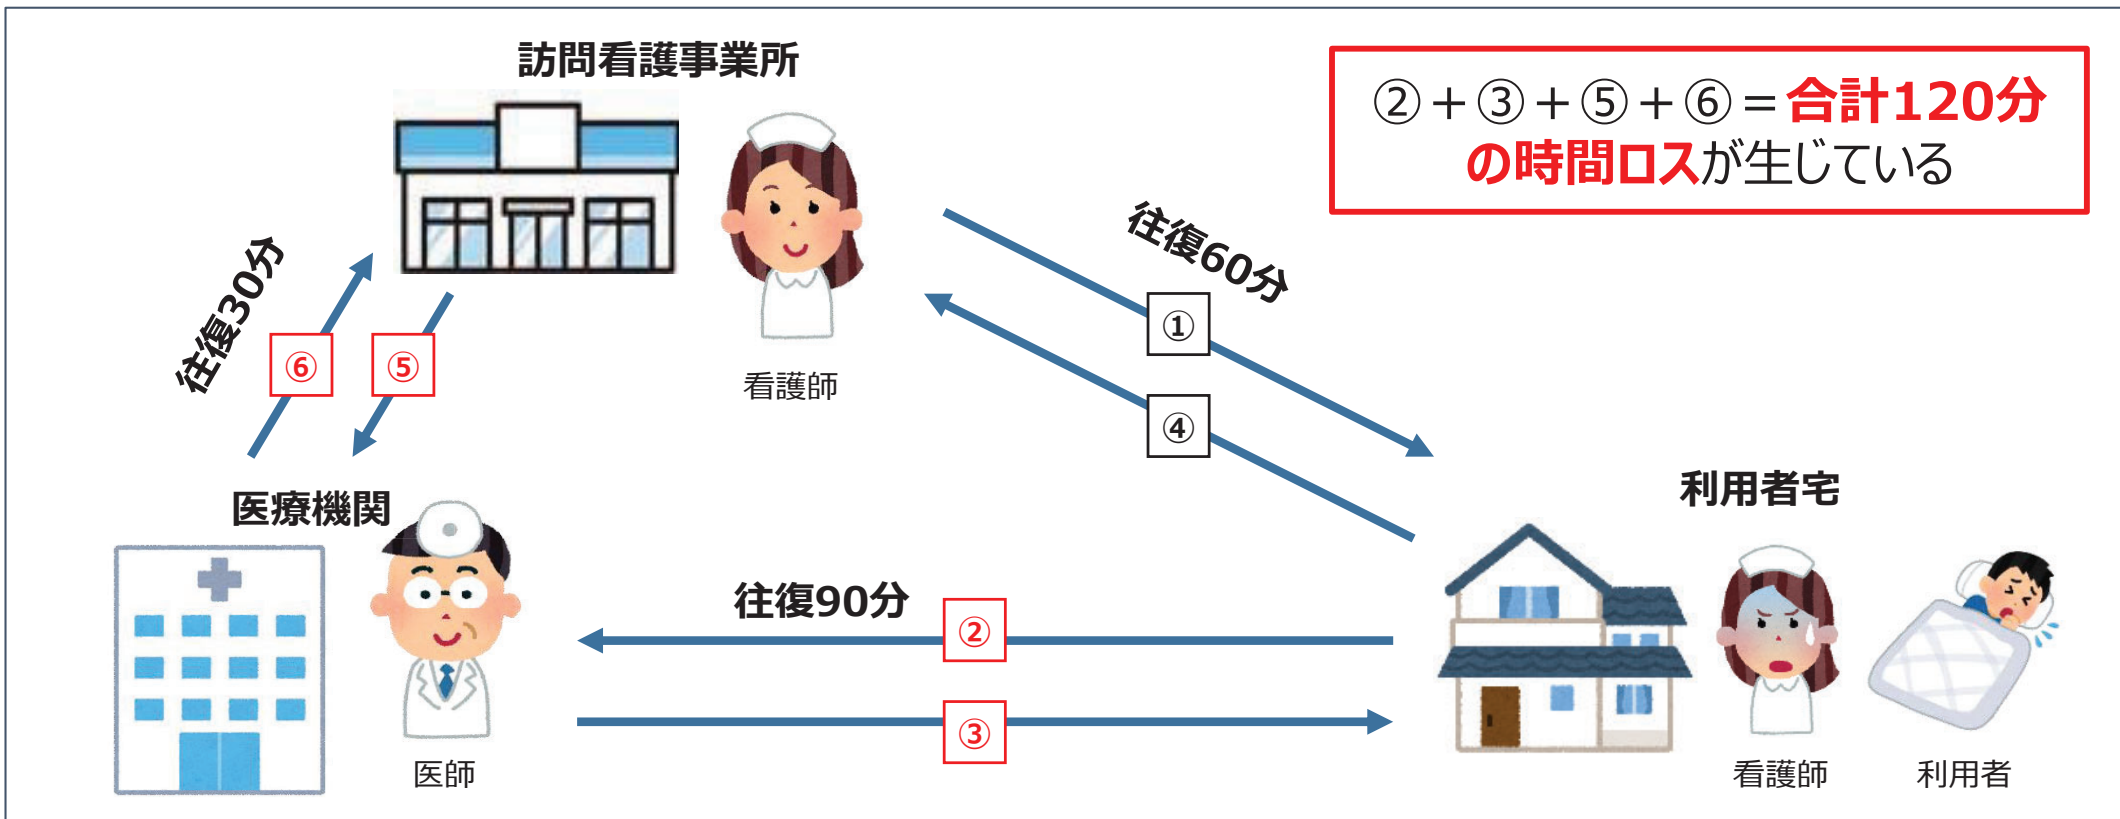 訪問看護事業所
②+③+⑤+⑥=合計120分
の時間ロスが生じている
往復60分
往復30分
①
⑥
⑤
看護師
④
利用者宅
医療機関
往復90分
②
③
医師
看護師
利用者